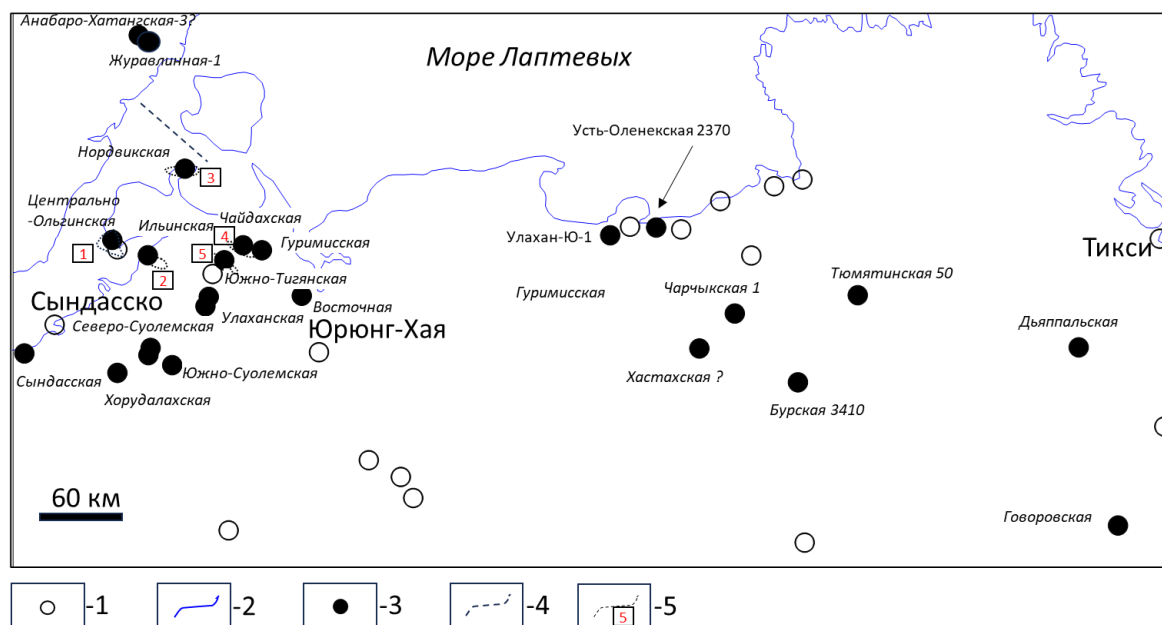 Анабаро-Хатангская-3?
Журавлинная-1
Море Лаптевых
Усть-Оленекская 2370
Нордвикская
3
Центрально
-Ольгинская
Ильинская
Чайдахская
4
Гуримисская
1
5
2
Улахан-Ю-1
Тикси
Южно-Тигянская
Тюмятинская 50
Гуримисская
Чарчыкская 1
Сындасско
Восточная
Улаханская
Северо-Суолемская
Юрюнг-Хая
Дьяппальская
Сындасская
Южно-Суолемская
Хастахская ?
Хорудалахская
Бурская 3410
60 км
Говоровская
-1
-2
-3
-4
5
-5